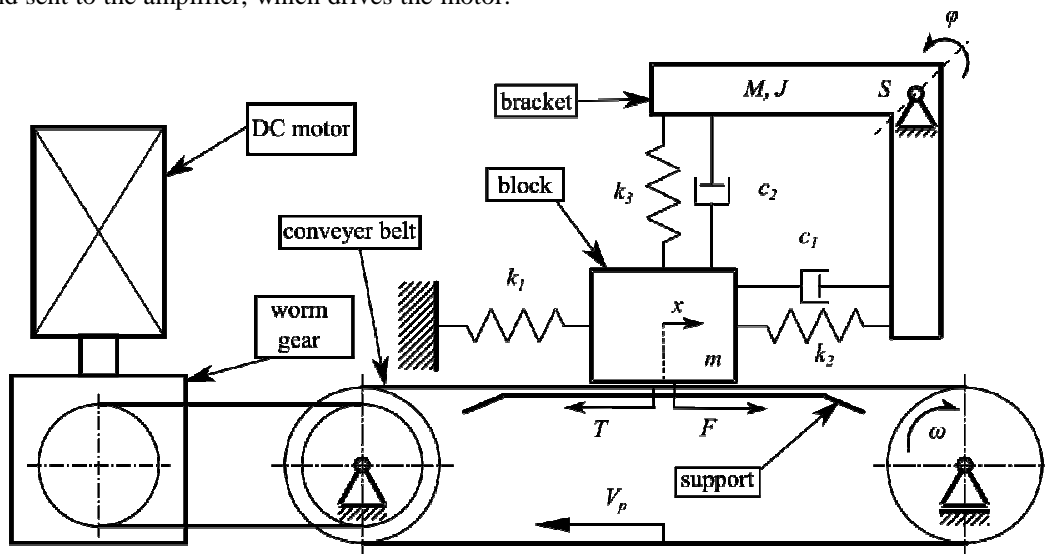 nd sent to the amplifier, which drives the motor.
φ
M, J
S
bracket
DC motor
block
k3
c2
conveyer belt
c1
k1
worm
gear
x
m
k2
T
F
ω
support
Vp